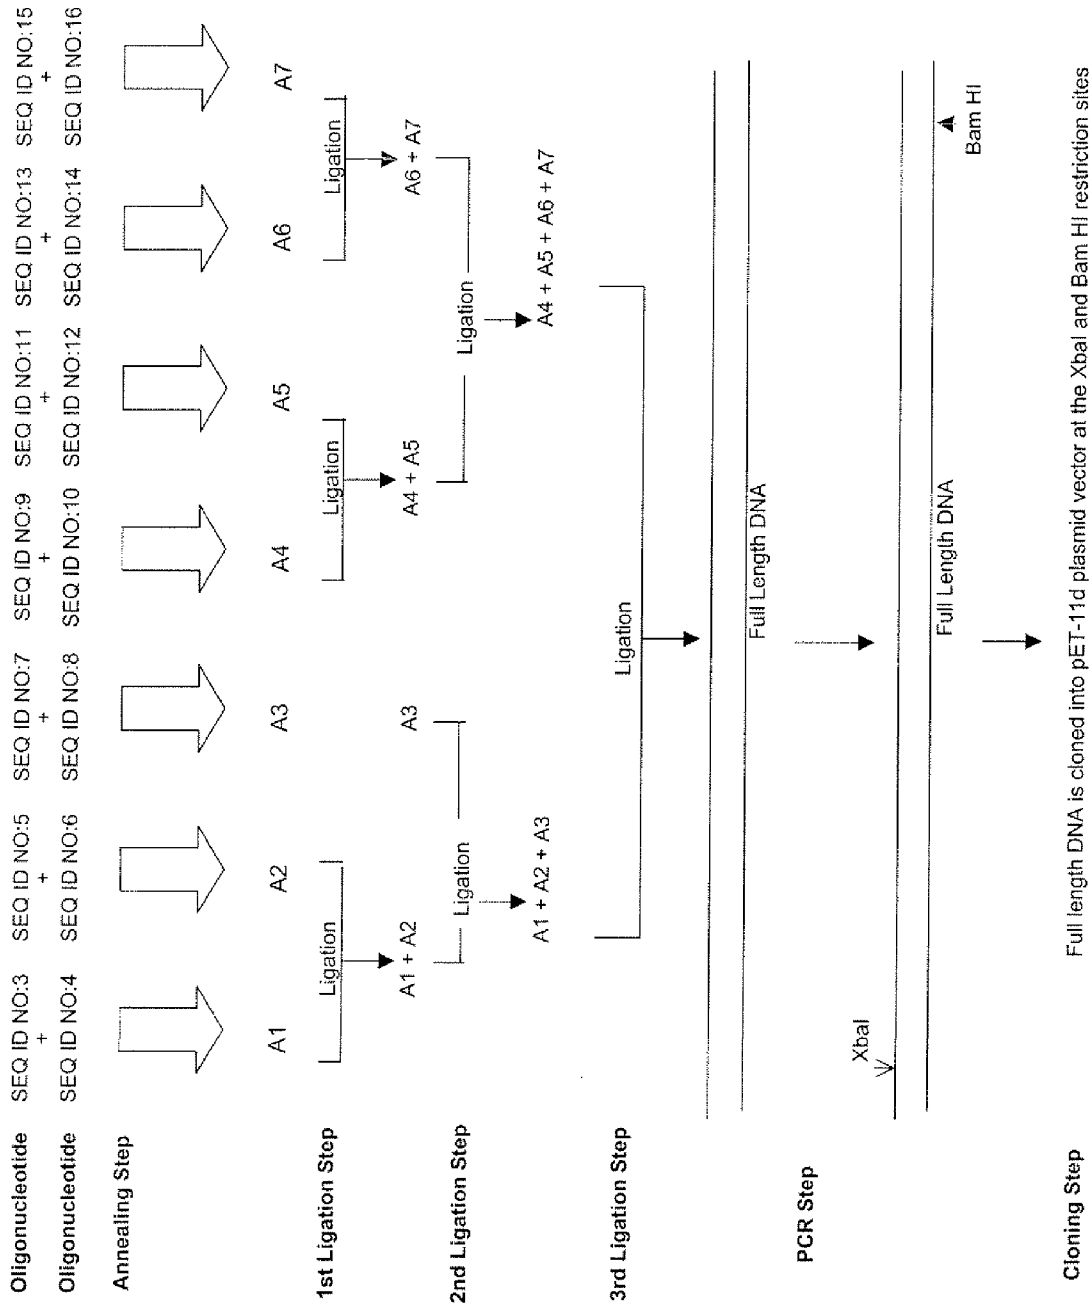 Oligonucleotide SEQ ID NO:3 SEQ ID NO:5 SEQ ID NO:7 SEQ ID NO:9 SEQ ID NO:11 SEQ ID NO:13 SEQ ID NO:15
+ + + + + + +
Oligonucleotide SEQ ID NO:4 SEQ ID NO:6 SEQ ID NO:8 SEQ ID NO:10 SEQ ID NO:12 SEQ ID NO:14 SEQ ID NO:16
Annealing Step
A1 A2 A3 A4 A5 A6 A7
1st Ligation Step Ligation Ligation Ligation
A1 + A2 A3 A4 + A5 A6 + A7
2nd Ligation Step Ligation Ligation
A1 + A2 + A3 A4 + A5 + A6 + A7
3rd Ligation Step Ligation
Full Length DNA
PCR Step
XbaI
Full Length DNA
Bam HI
Cloning Step Full length DNA is cloned into pET-11d plasmid vector at the XbaI and Bam HI restriction sites